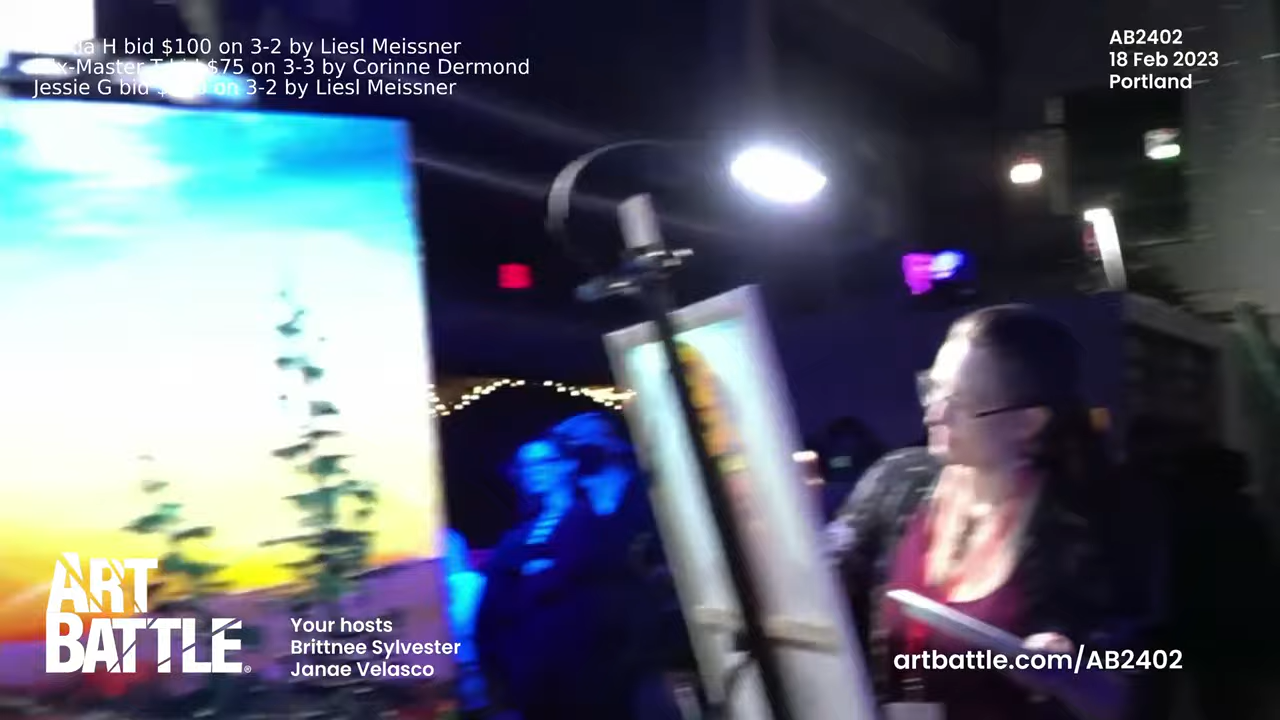 H bid $100 on 3-2 by Liesl Meissner
$75 on 3-3 by Corinne Dermond
Jessie G bid on 3-2 by Liesl Meissner
AB2402
18 Feb 2023
Portland
ART
BATTLE
Your hosts
Brittnee Sylvester
Janae Velasco
artbattle.com/AB2402